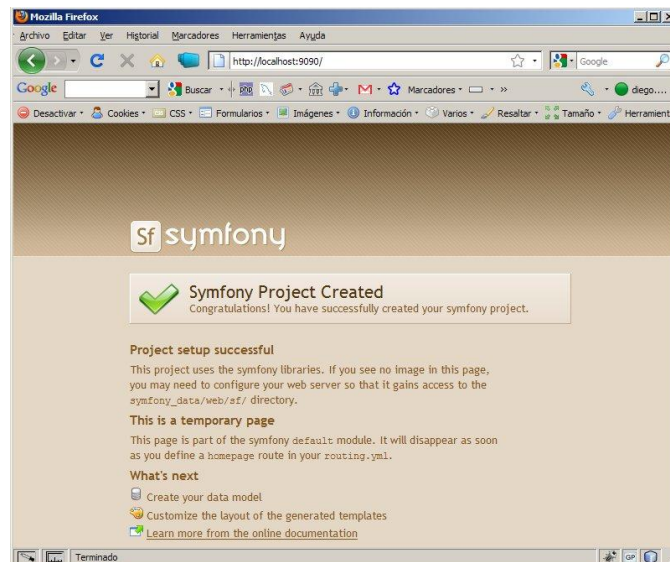 Mozilla Firefox
Archivo Editar Ver Historial Marcadores Herramientas Ayuda
http://localhost:9090/
Google
Google
Buscar
Marcadores
diego....
Desactivar Cookies CSS Formularios Imágenes Información Varios Resaltar Tamaño Herramient
Sf symfony
Symfony Project Created
Congratulations! You have successfully created your symfony project.
Project setup successful
This project uses the symfony libraries. If you see no image in this page,
you may need to configure your web server so that it gains access to the
symfony_data/web/sf/ directory.
This is a temporary page
This page is part of the symfony default module. It will disappear as soon
as you define a homepage route in your routing.yml.
What's next
Create your data model
Customize the layout of the generated templates
Learn more from the online documentation
Terminado
GP